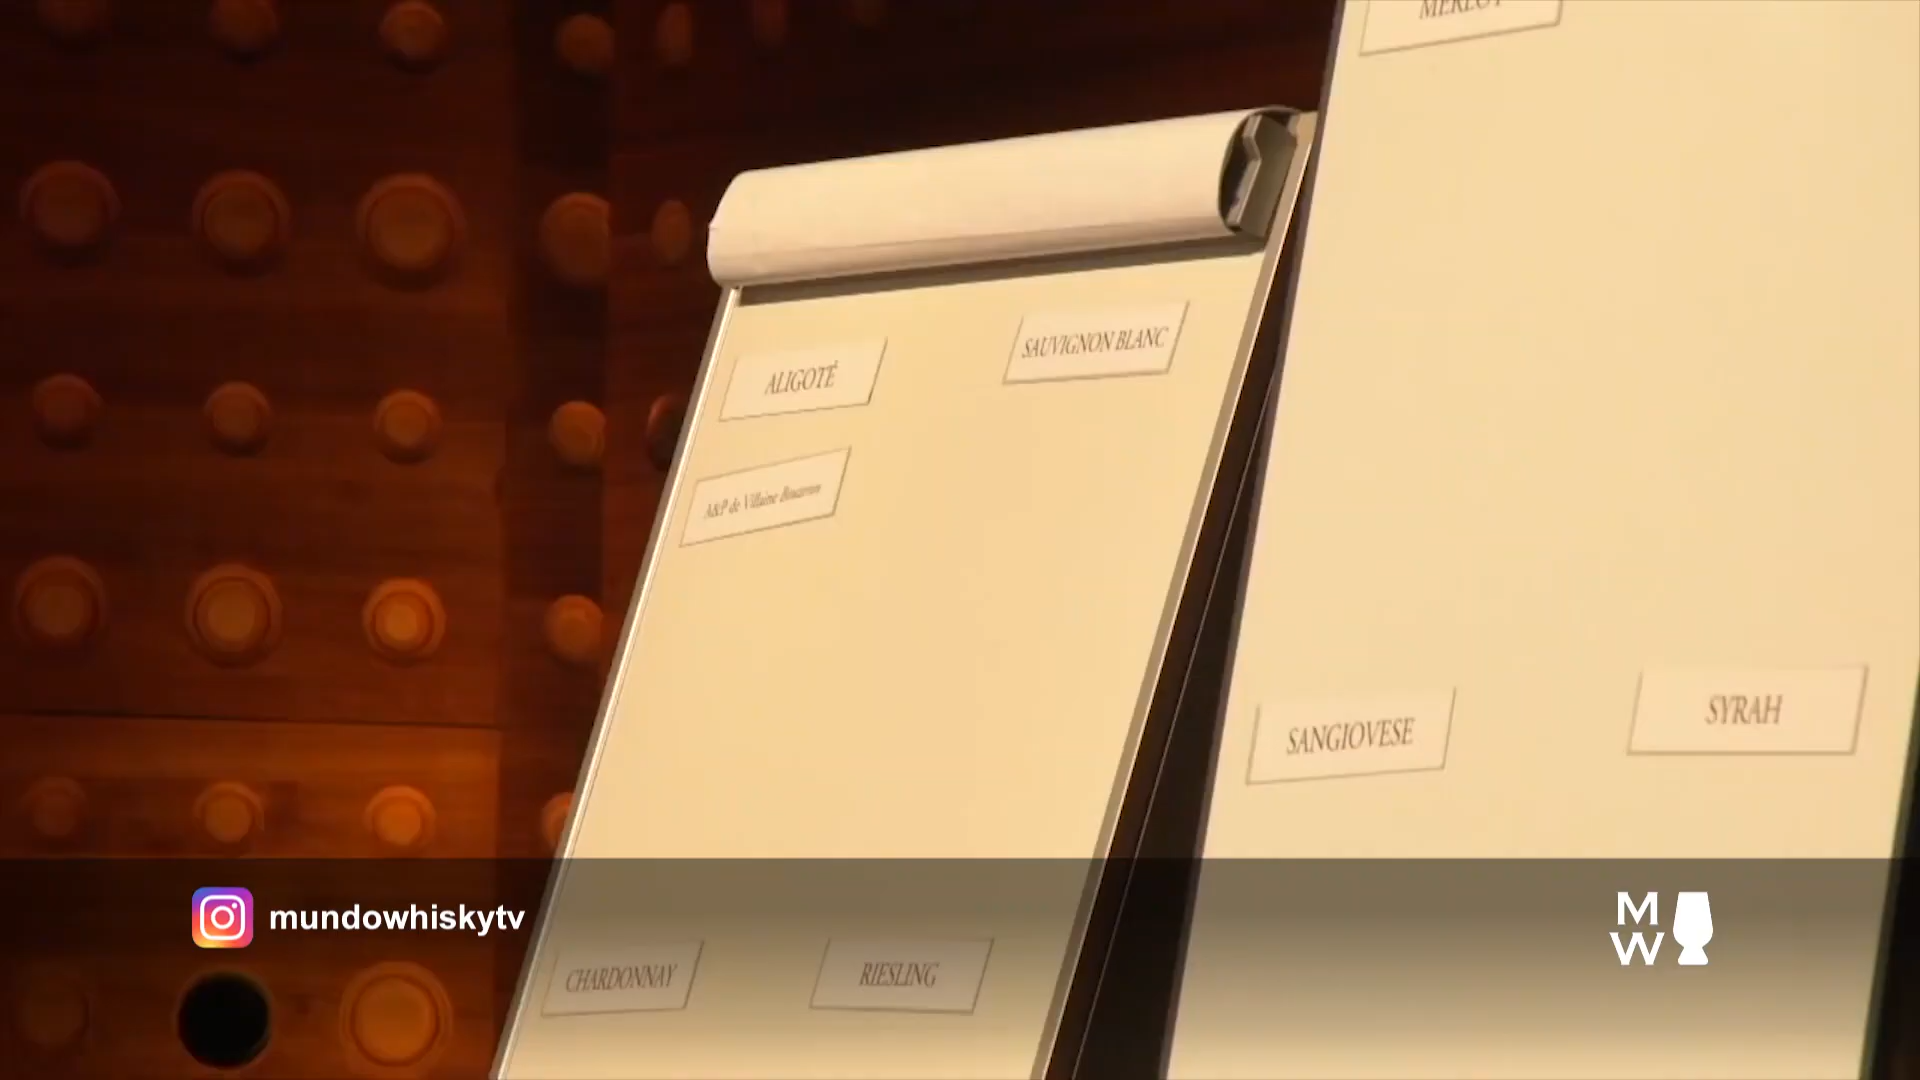 MERLOT
SAUVIGNON BLANC
ALIGOTÉ
A&P de Villaine Bouzeron
SANGIOVESE
SYRAH
mundowhiskytv
MW
CHARDONNAY
RIESLING